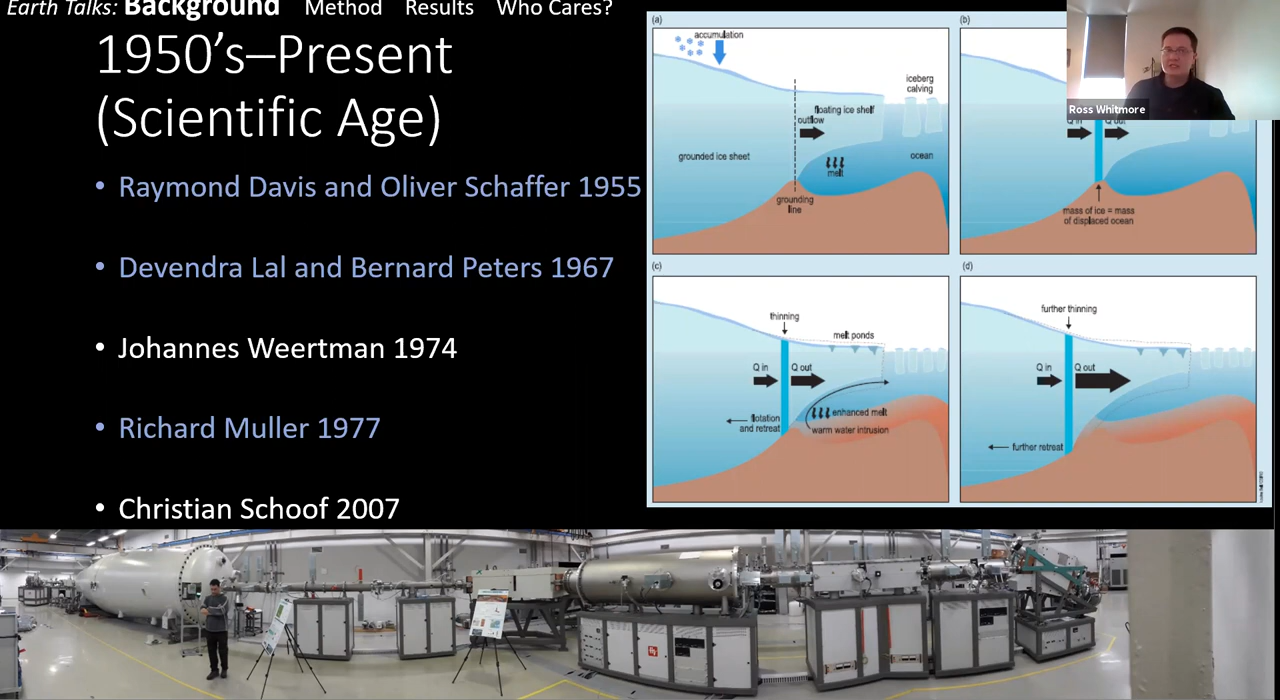 Earth Talks: Background Method Results Who Cares?
1950's–Present
(Scientific Age)
• Raymond Davis and Oliver Schaffer 1955
• Devendra Lal and Bernard Peters 1967
• Johannes Weertman 1974
• Richard Muller 1977
• Christian Schoof 2007
(a)
accumulation
iceberg
calving
floating ice shelf
outflow
grounded ice sheet
ocean
melt
grounding
line
(b)
Ross Whitmore
Q in Q out
mass of ice = mass
of displaced ocean
(c)
thinning
melt ponds
Q in Q out
flotation
and retreat
enhanced melt
warm water intrusion
(d)
further thinning
Q in Q out
further retreat